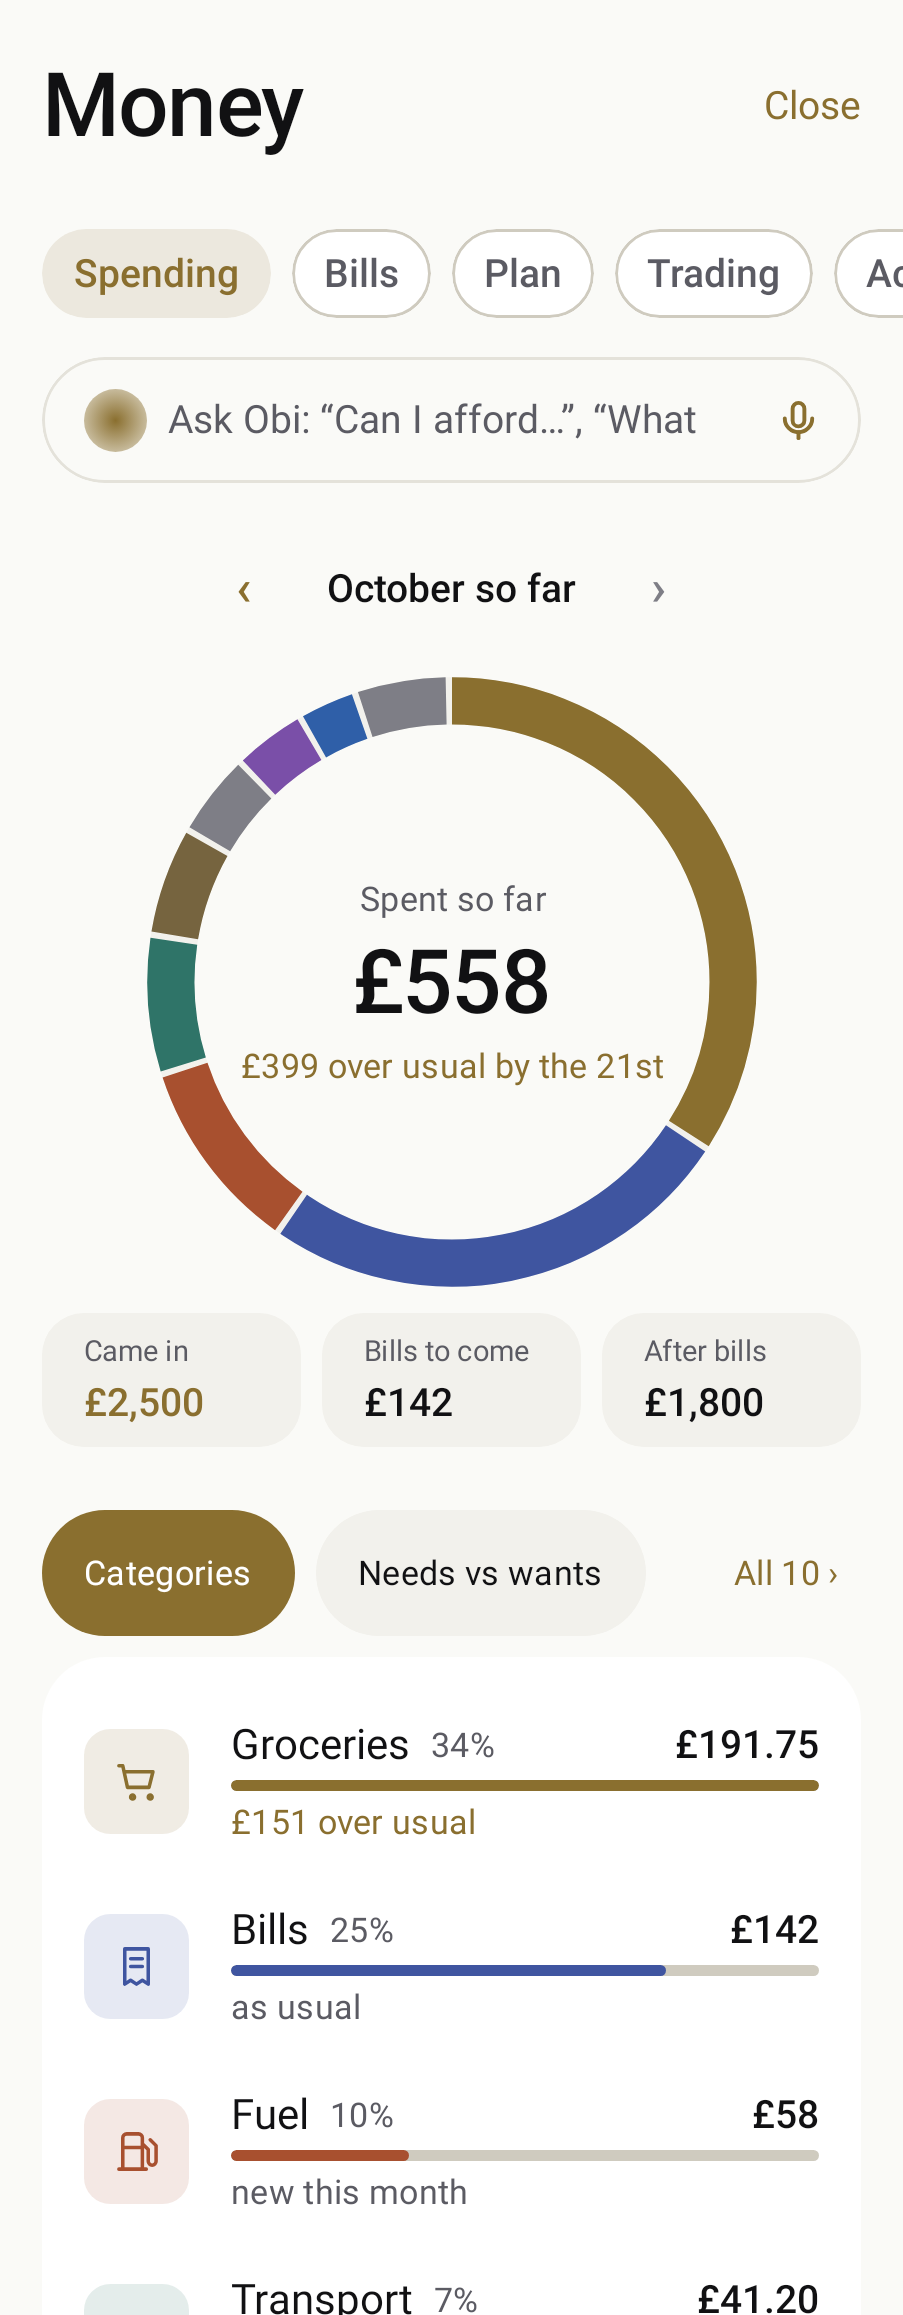 Money
Close
Spending
Bills
Plan
Trading
Ac
Ask Obi: “Can I afford…”, “What
‹ October so far ›
Spent so far
£558
£399 over usual by the 21st
Came in
£2,500
Bills to come
£142
After bills
£1,800
Categories
Needs vs wants
All 10 ›
Groceries 34% £191.75
£151 over usual
Bills 25% £142
as usual
Fuel 10% £58
new this month
Transport 7% £41.20